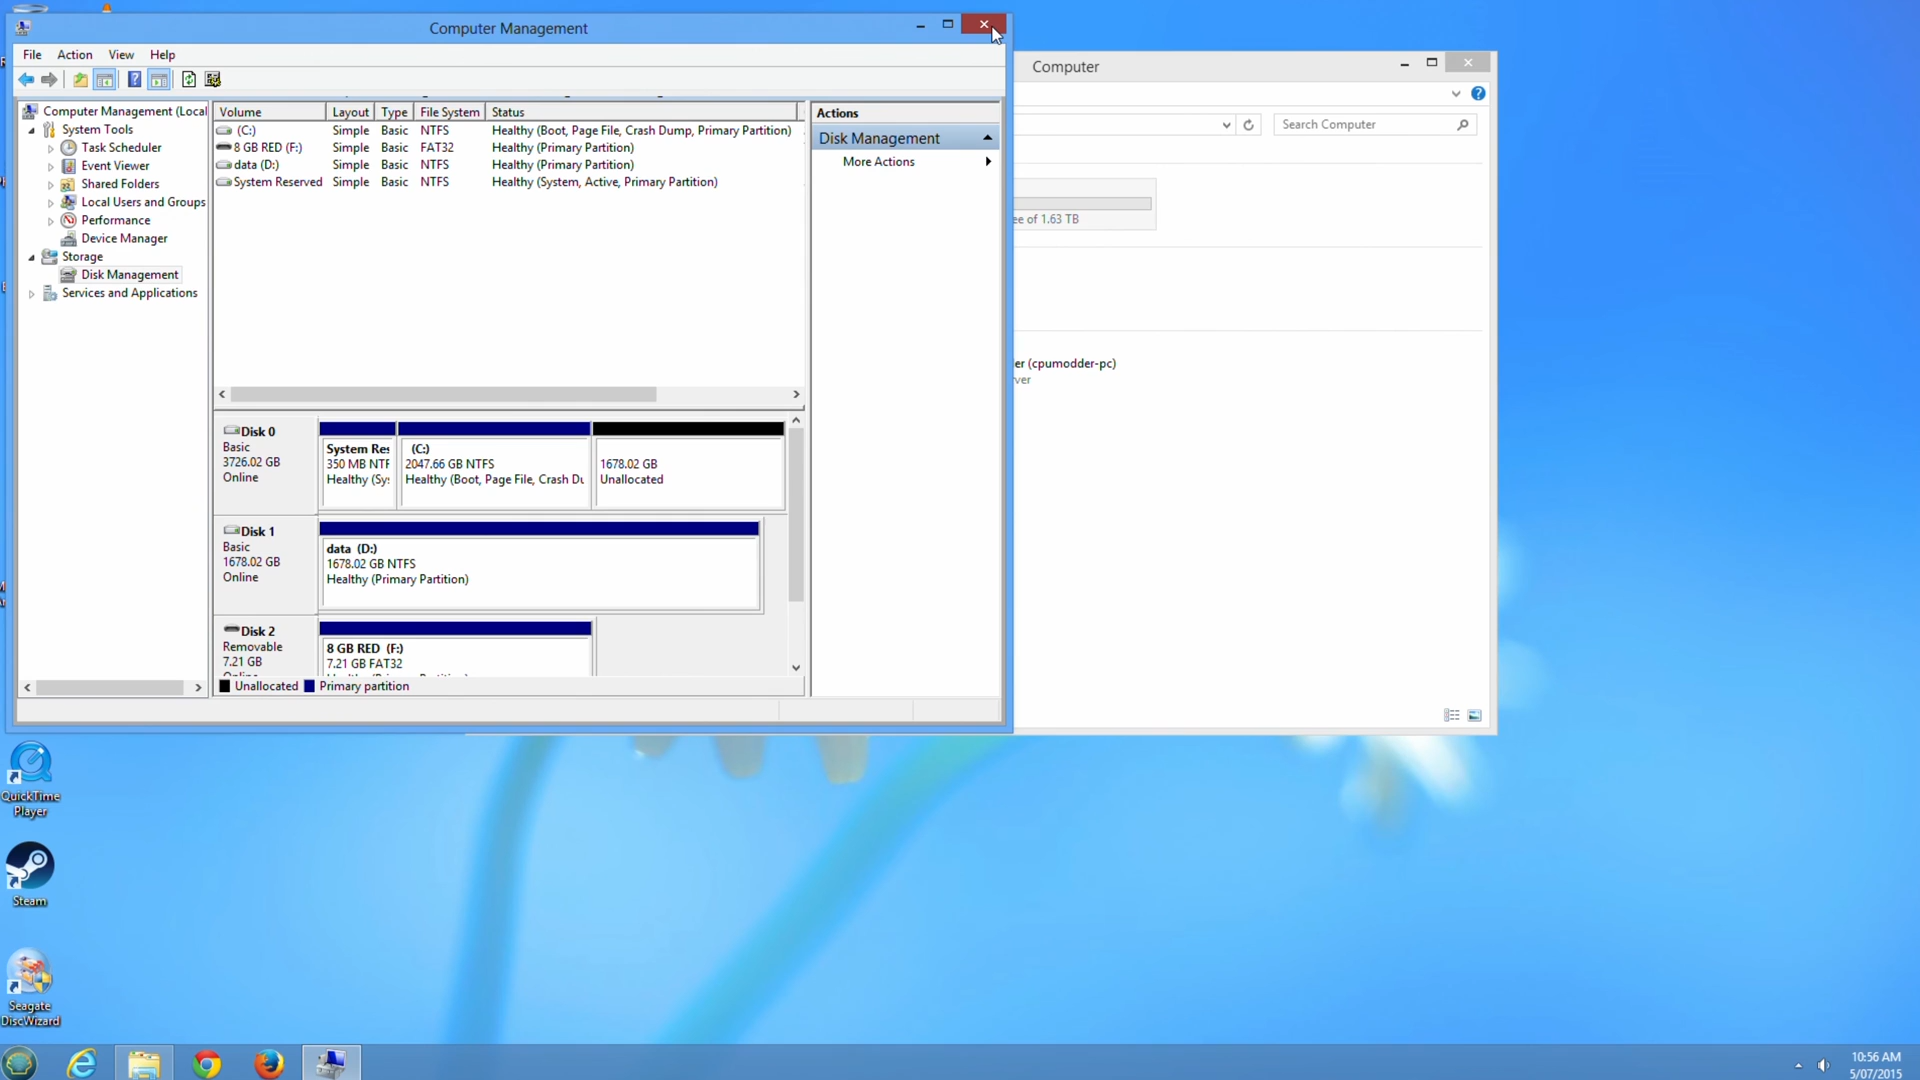 Computer Management
File Action View Help
Computer Management (Local
System Tools
Task Scheduler
Event Viewer
Shared Folders
Local Users and Groups
Performance
Device Manager
Storage
Disk Management
Services and Applications
Volume Layout Type File System Status
(C:) Simple Basic NTFS Healthy (Boot, Page File, Crash Dump, Primary Partition)
8 GB RED (F:) Simple Basic FAT32 Healthy (Primary Partition)
data (D:) Simple Basic NTFS Healthy (Primary Partition)
System Reserved Simple Basic NTFS Healthy (System, Active, Primary Partition)
Disk 0
Basic
3726.02 GB
Online
System Res
350 MB NTF
Healthy (Sys
(C:)
2047.66 GB NTFS
Healthy (Boot, Page File, Crash Du
1678.02 GB
Unallocated
Disk 1
Basic
1678.02 GB
Online
data (D:)
1678.02 GB NTFS
Healthy (Primary Partition)
Disk 2
Removable
7.21 GB
8 GB RED (F:)
7.21 GB FAT32
Unallocated Primary partition
Actions
Disk Management
More Actions
Computer
Search Computer
ee of 1.63 TB
er (cpumodder-pc)
ver
QuickTime
Player
Steam
Seagate
DiscWizard
10:56 AM
5/07/2015